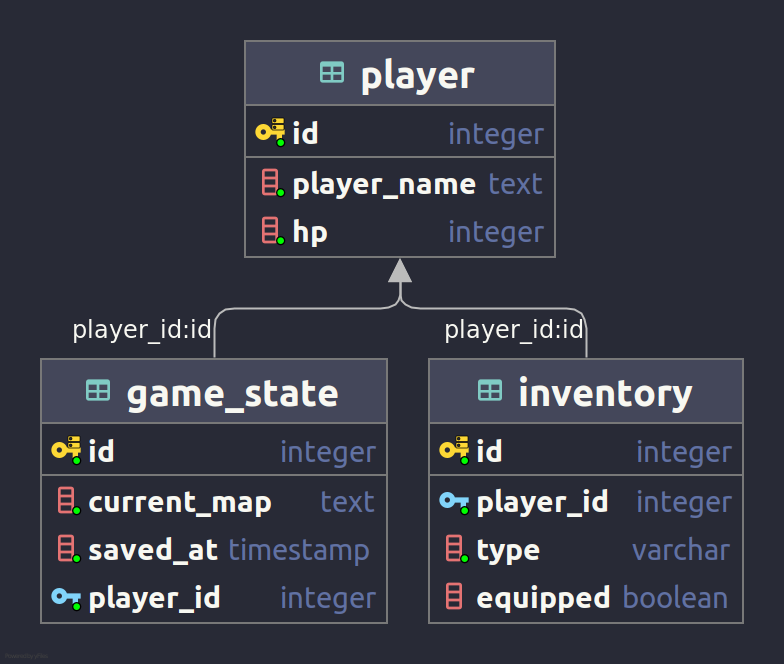 player
id integer
player_name text
hp integer
player_id:id player_id:id
game_state
id integer
current_map text
saved_at timestamp
player_id integer
inventory
id integer
player_id integer
type varchar
equipped boolean